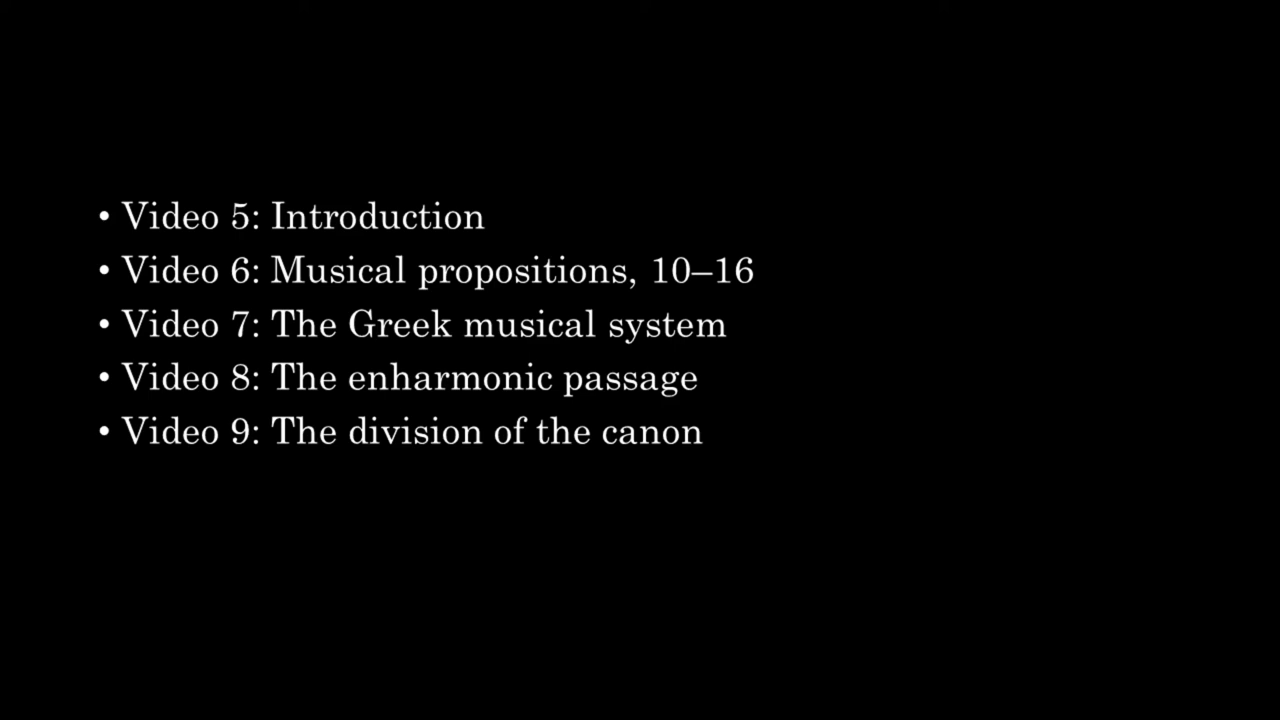 • Video 5: Introduction
• Video 6: Musical propositions, 10–16
• Video 7: The Greek musical system
• Video 8: The enharmonic passage
• Video 9: The division of the canon